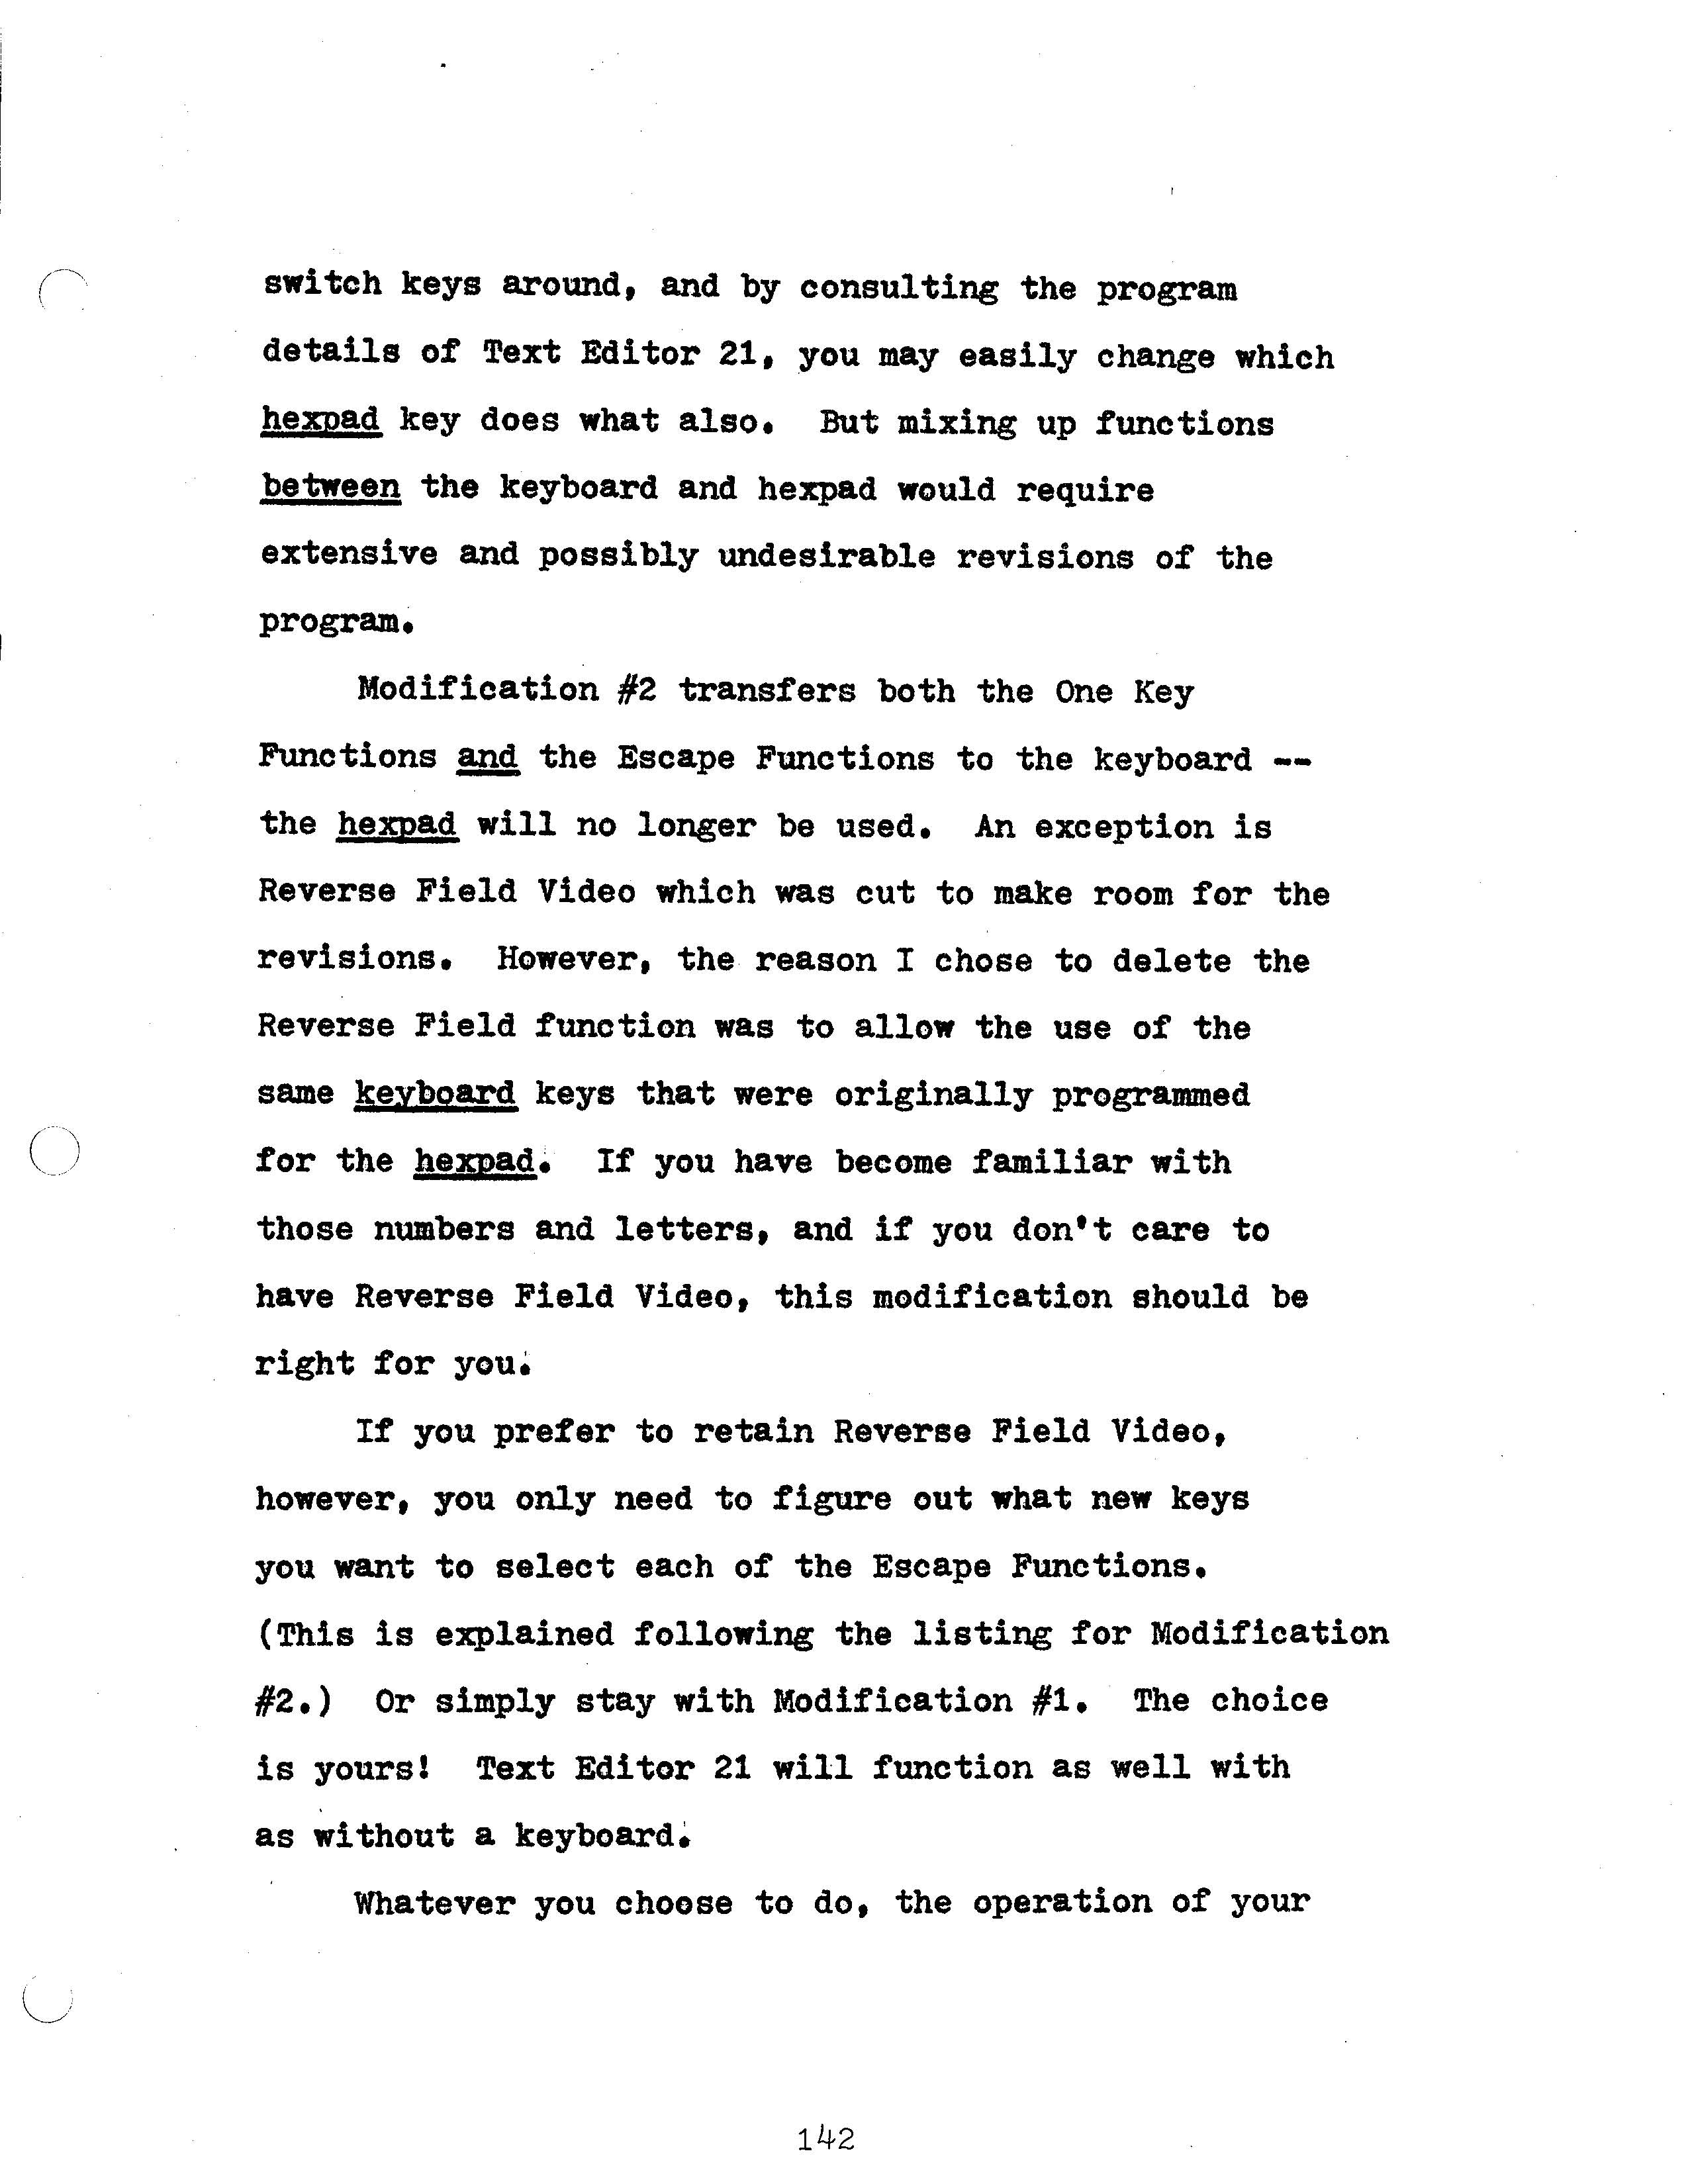 switch keys around, and by consulting the program
details of Text Editor 21, you may easily change which
hexpad key does what also.  But mixing up functions
between the keyboard and hexpad would require
extensive and possibly undesirable revisions of the
program.
Modification #2 transfers both the One Key
Functions and the Escape Functions to the keyboard --
the hexpad will no longer be used.  An exception is
Reverse Field Video which was cut to make room for the
revisions.  However, the reason I chose to delete the
Reverse Field function was to allow the use of the
same keyboard keys that were originally programmed
for the hexpad.  If you have become familiar with
those numbers and letters, and if you don't care to
have Reverse Field Video, this modification should be
right for you.
If you prefer to retain Reverse Field Video,
however, you only need to figure out what new keys
you want to select each of the Escape Functions.
(This is explained following the listing for Modification
#2.)  Or simply stay with Modification #1.  The choice
is yours!  Text Editor 21 will function as well with
as without a keyboard.
Whatever you choose to do, the operation of your
142